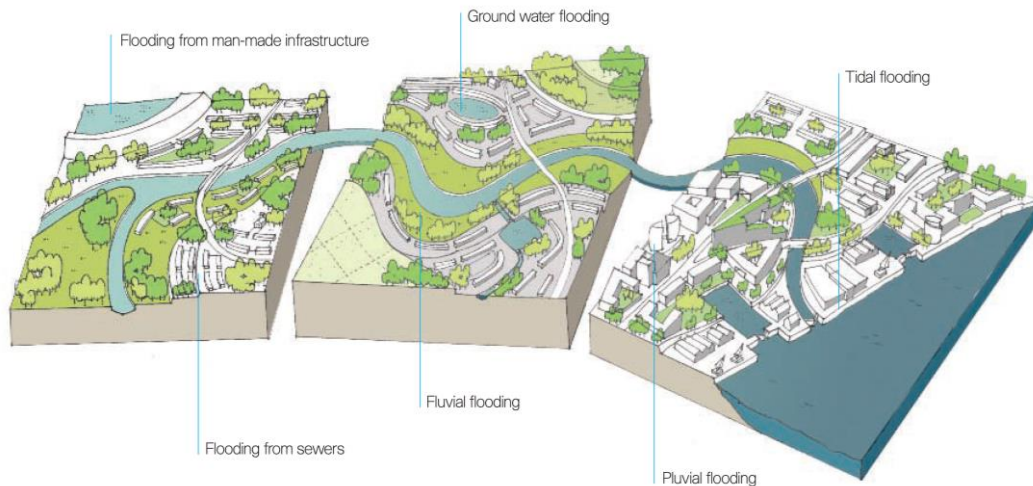 Ground water flooding
Flooding from man-made infrastructure
Tidal flooding
Fluvial flooding
Flooding from sewers
Pluvial flooding